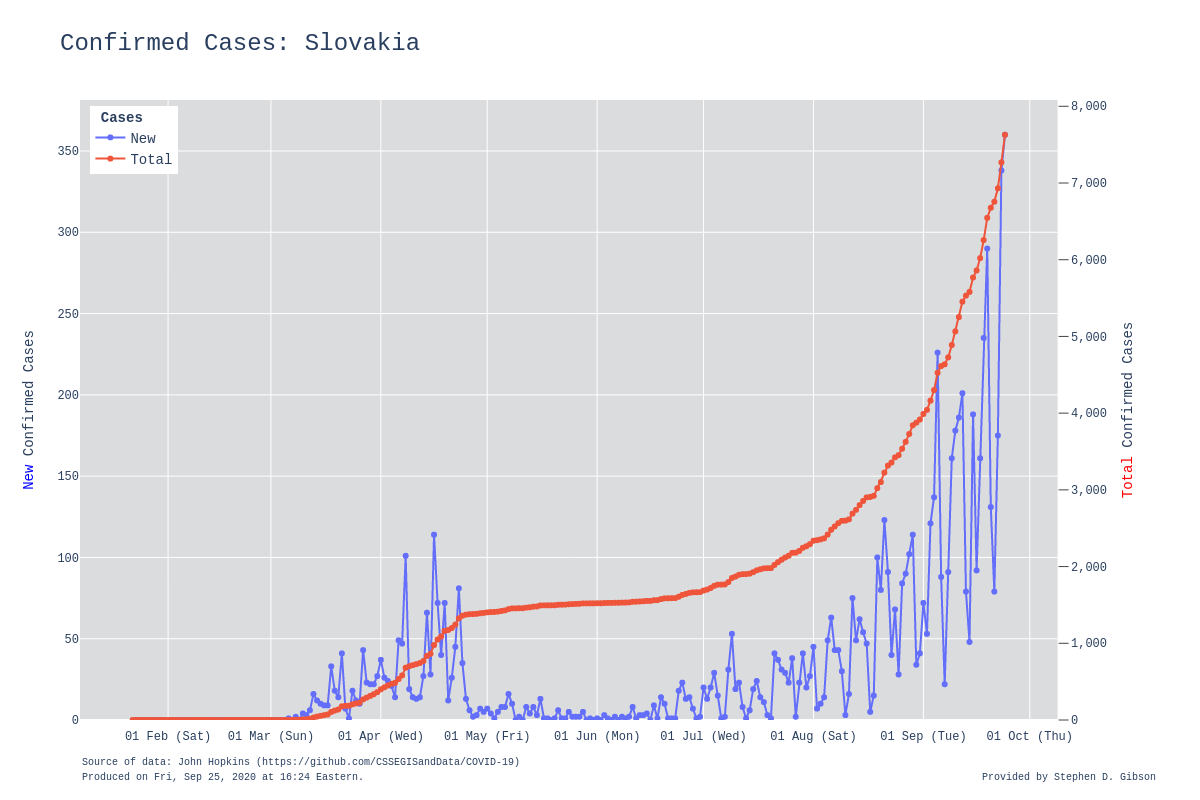 Confirmed Cases: Slovakia
Cases
New
Total
350
300
250
200
150
100
50
0
8,000
7,000
6,000
5,000
4,000
3,000
2,000
1,000
0
New Confirmed Cases
Total Confirmed Cases
01 Feb (Sat) 01 Mar (Sun) 01 Apr (Wed) 01 May (Fri) 01 Jun (Mon) 01 Jul (Wed) 01 Aug (Sat) 01 Sep (Tue) 01 Oct (Thu)
Source of data: John Hopkins (https://github.com/CSSEGISandData/COVID-19)
Produced on Fri, Sep 25, 2020 at 16:24 Eastern.
Provided by Stephen D. Gibson